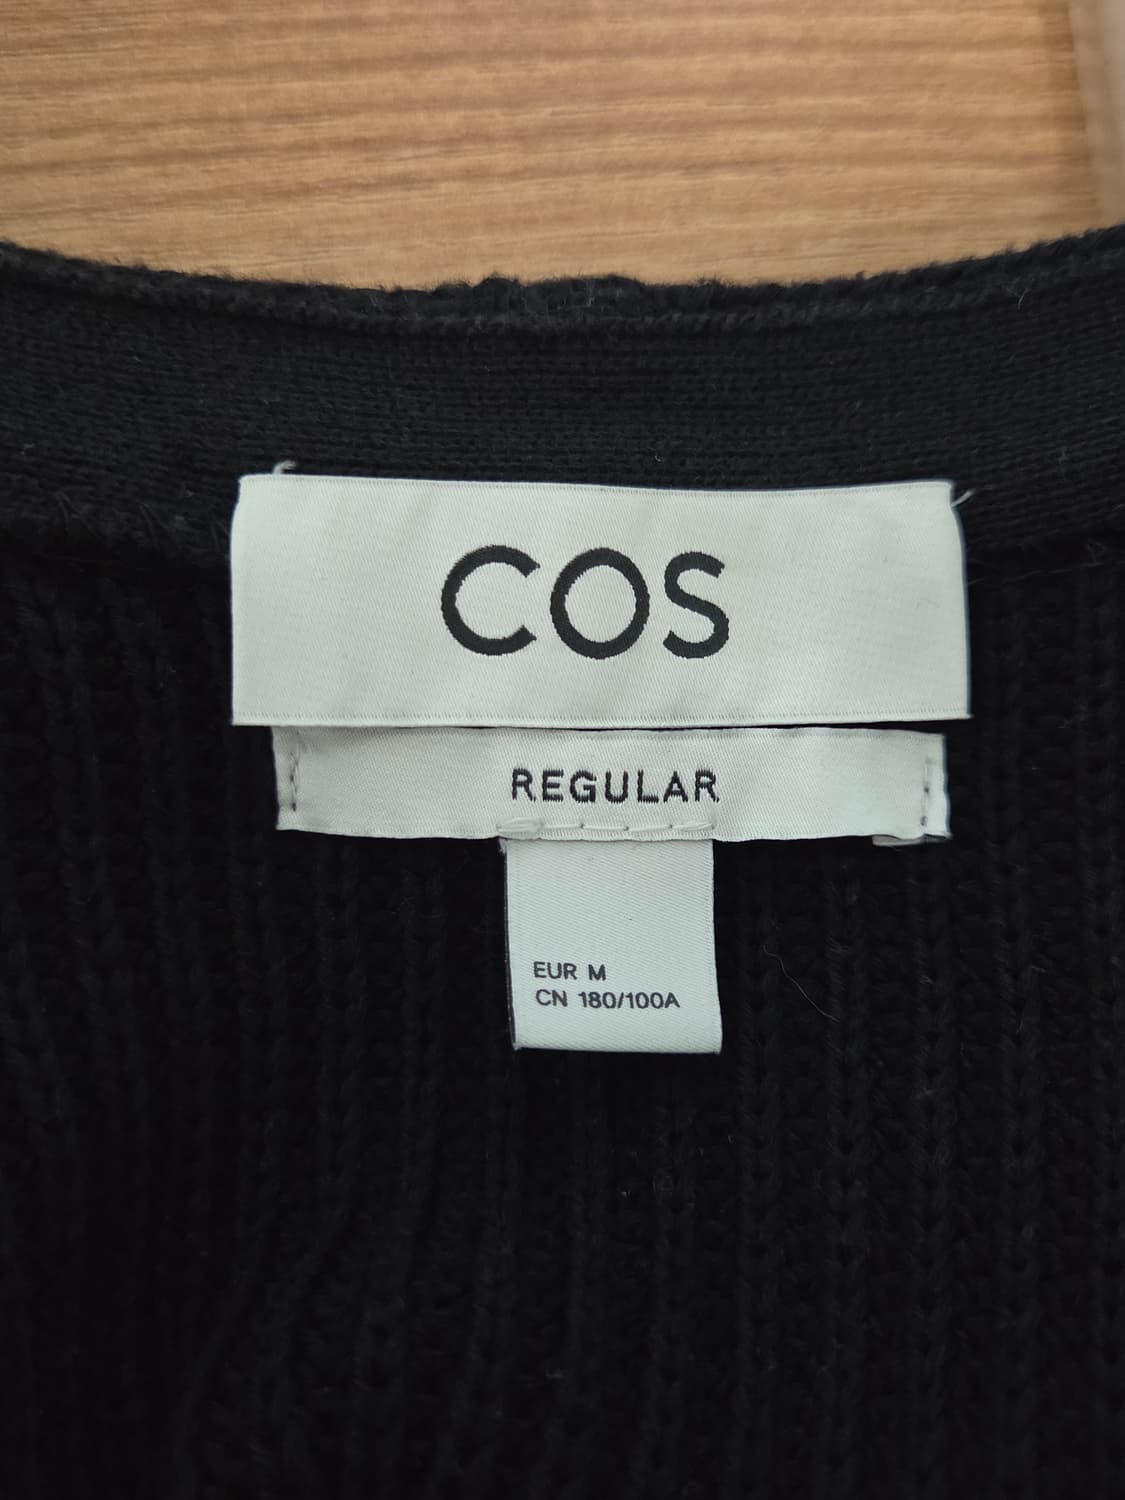 COS
REGULAR
EUR M
CN 180/100A